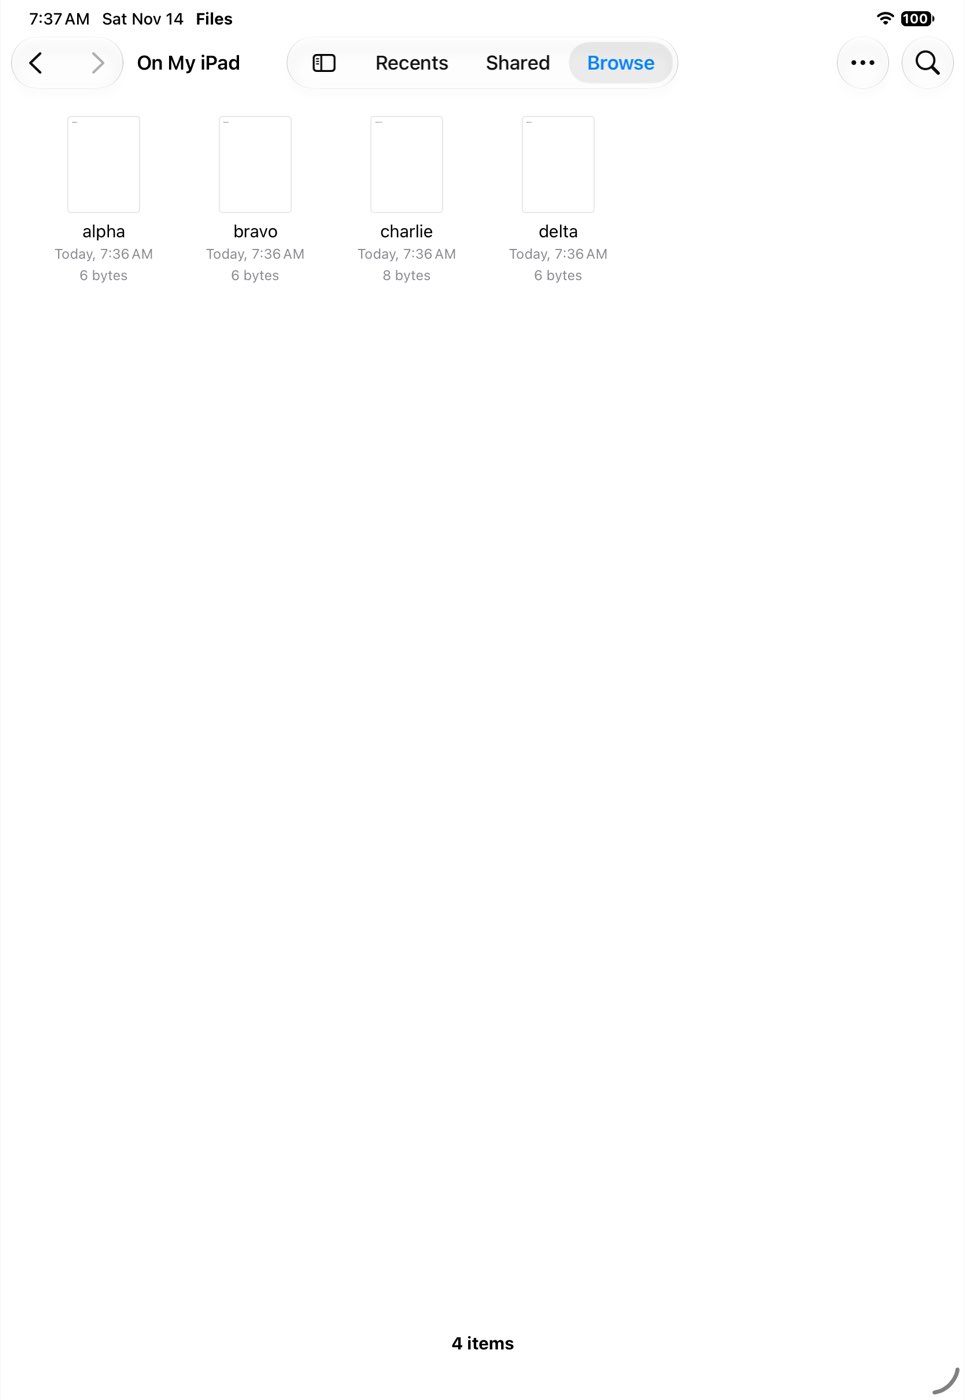 7:37 AM Sat Nov 14 Files 100
On My iPad Recents Shared Browse
alpha bravo charlie delta
Today, 7:36 AM Today, 7:36 AM Today, 7:36 AM Today, 7:36 AM
6 bytes 6 bytes 8 bytes 6 bytes
4 items